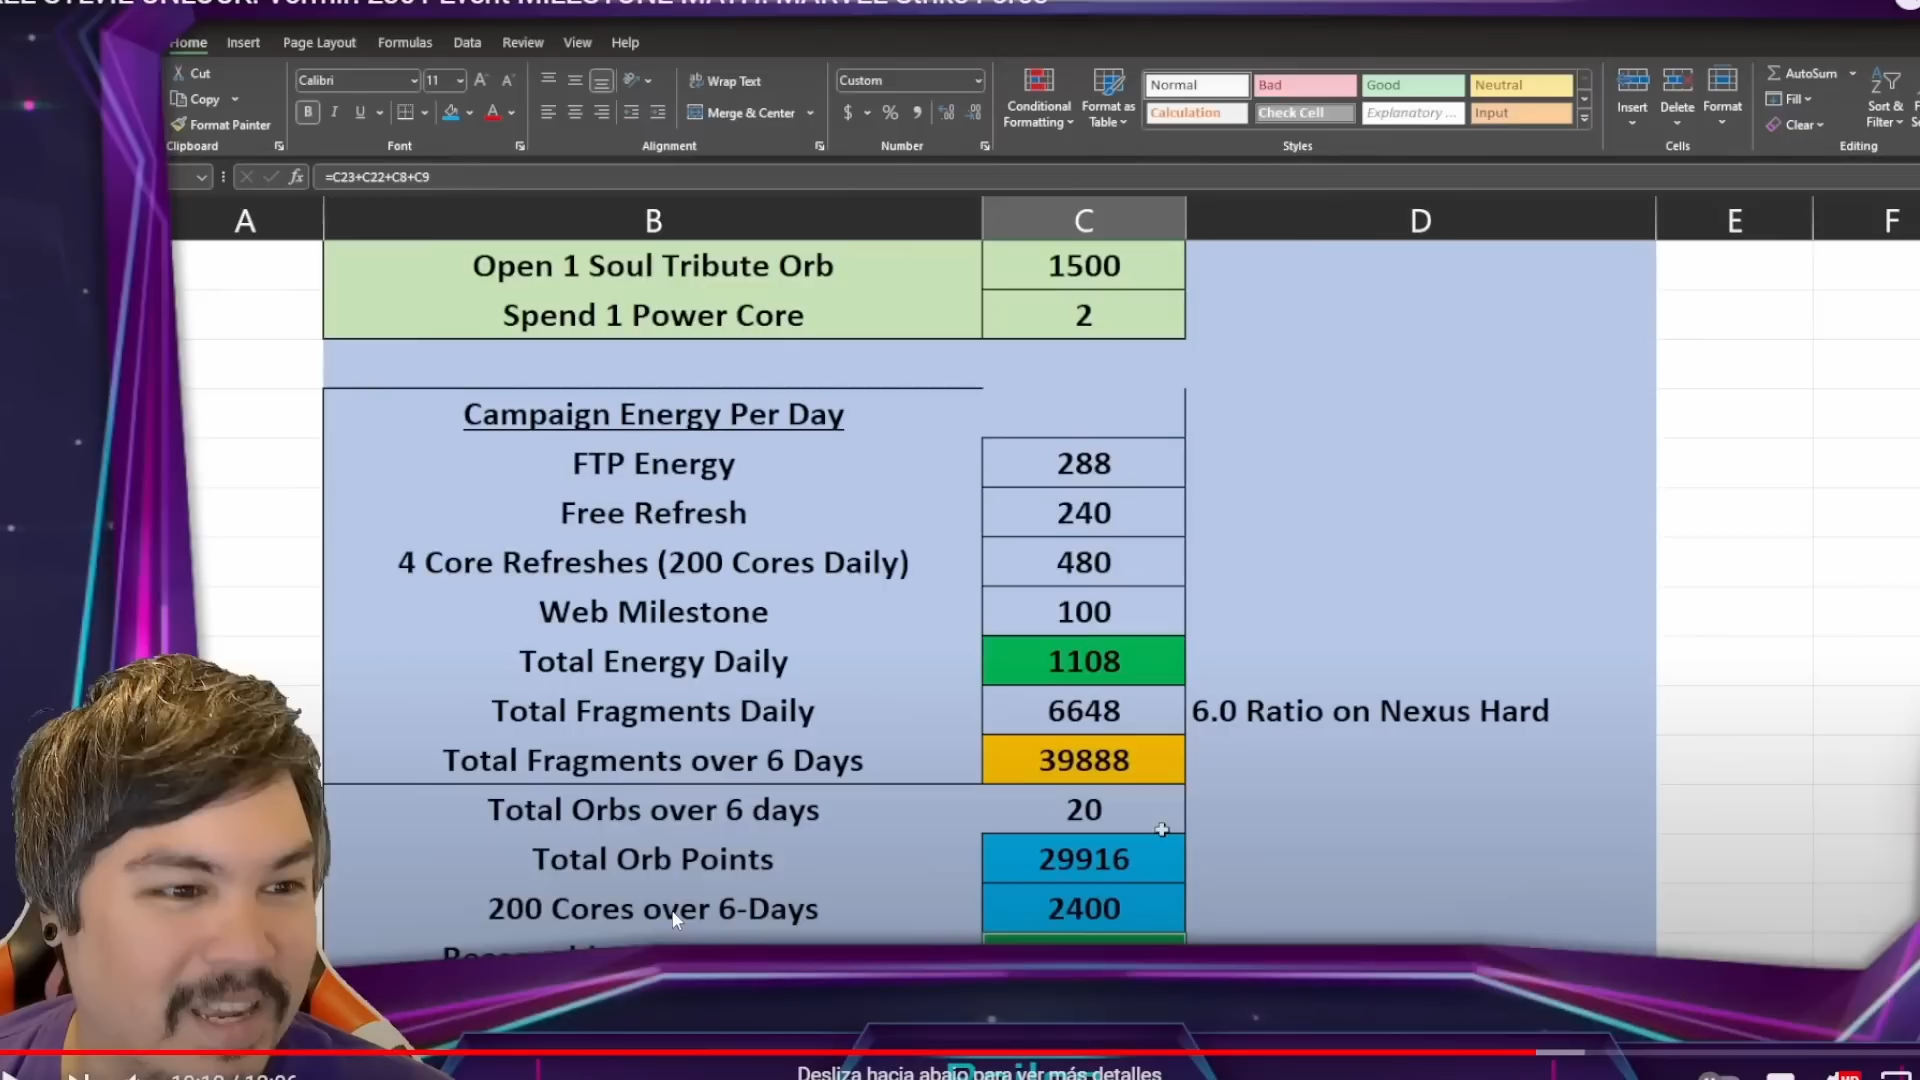 Home Insert Page Layout Formulas Data Review View Help
Cut
Copy
Format Painter
Clipboard
Calibri 11
B I U
Font
Wrap Text
Merge & Center
Alignment
Custom
$ % 9
Number
Conditional Formatting
Format as Table
Normal Bad Good Neutral
Calculation Check Cell Explanatory ... Input
Styles
Insert Delete Format
Cells
AutoSum
Fill
Clear
Sort &
Filter
Editing
fx =C23+C22+C8+C9
A B C D E F
Open 1 Soul Tribute Orb 1500
Spend 1 Power Core 2
Campaign Energy Per Day
FTP Energy 288
Free Refresh 240
4 Core Refreshes (200 Cores Daily) 480
Web Milestone 100
Total Energy Daily 1108
Total Fragments Daily 6648 6.0 Ratio on Nexus Hard
Total Fragments over 6 Days 39888
Total Orbs over 6 days 20
Total Orb Points 29916
200 Cores over 6-Days 2400
Desliza hacia abajo para ver más detalles